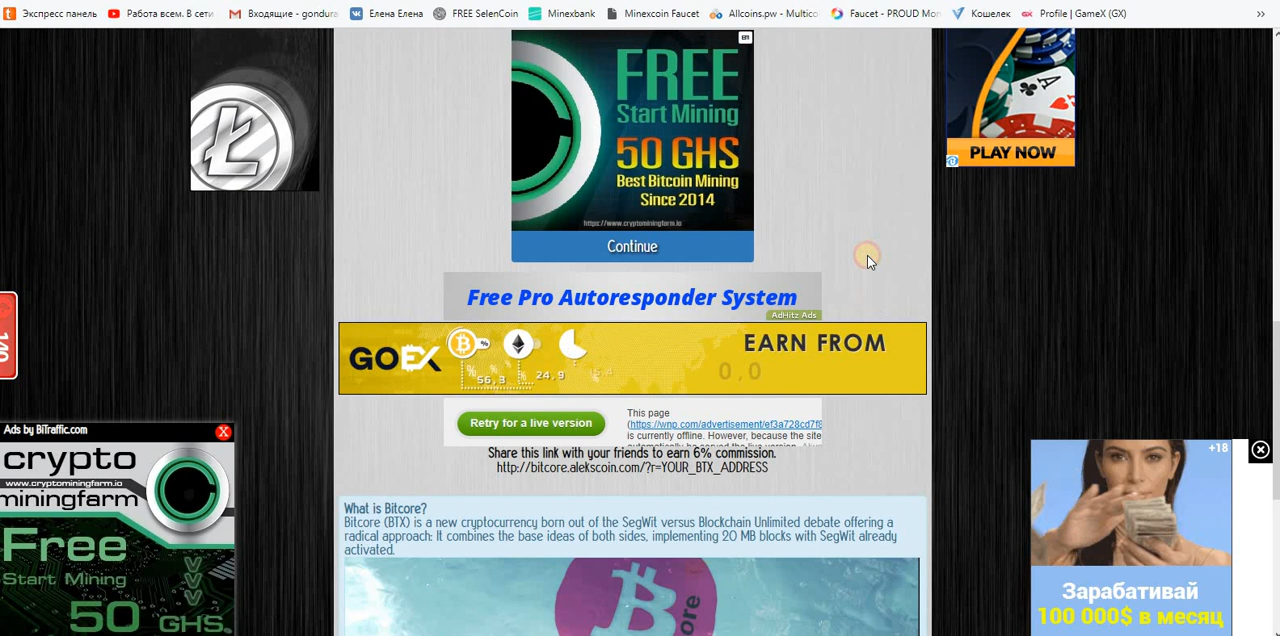 Экспресс панель
Работа всем. В сети
Входящие - gondura
Елена Елена
FREE SelenCoin
Minexbank
Minexcoin Faucet
Allcoins.pw - Multico
Faucet - PROUD Mon
Кошелек
Profile | GameX (GX)
»
FREE
Start Mining
50 GHS
Best Bitcoin Mining
Since 2014
https://www.cryptominingfarm.io
Continue
PLAY NOW
Free Pro Autoresponder System
AdHitz Ads
GOEX
%
56,3
24,9
EARN FROM
0,0
Retry for a live version
This page
(https://wnp.com/advertisement/ef3a728cd7f8
is currently offline. However, because the site
Share this link with your friends to earn 6% commission.
http://bitcore.alekscoin.com/?r=YOUR_BTX_ADDRESS
What is Bitcore?
Bitcore (BTX) is a new cryptocurrency born out of the SegWit versus Blockchain Unlimited debate offering a
radical approach: It combines the base ideas of both sides, implementing 20 MB blocks with SegWit already
activated.
Ads by BiTraffic.com
X
crypto
www.cryptominingfarm.io
miningfarm
Free
Start Mining
50 GHS
140
+18
Зарабатывай
100 000$ в месяц